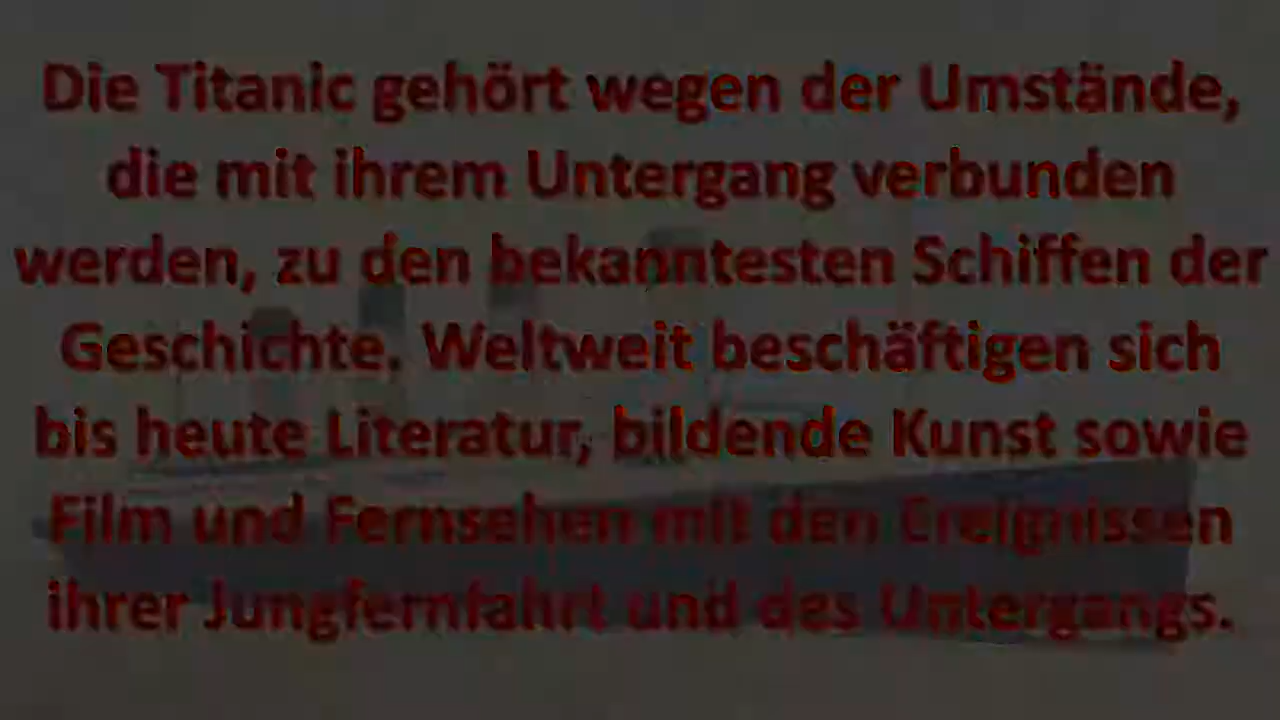 Die Titanic gehört wegen der Umstände,
die mit ihrem Untergang verbunden
werden, zu den bekanntesten Schiffen der
Geschichte. Weltweit beschäftigen sich
bis heute Literatur, bildende Kunst sowie
Film und Fernsehen mit den Ereignissen
ihrer Jungfernfahrt und des Untergangs.